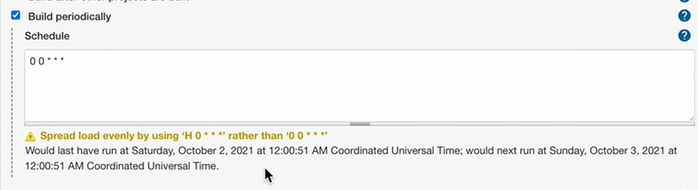 Build periodically
Schedule
0 0 * * *
Spread load evenly by using ‘H 0 * * *’ rather than ‘0 0 * * *’
Would last have run at Saturday, October 2, 2021 at 12:00:51 AM Coordinated Universal Time; would next run at Sunday, October 3, 2021 at
12:00:51 AM Coordinated Universal Time.